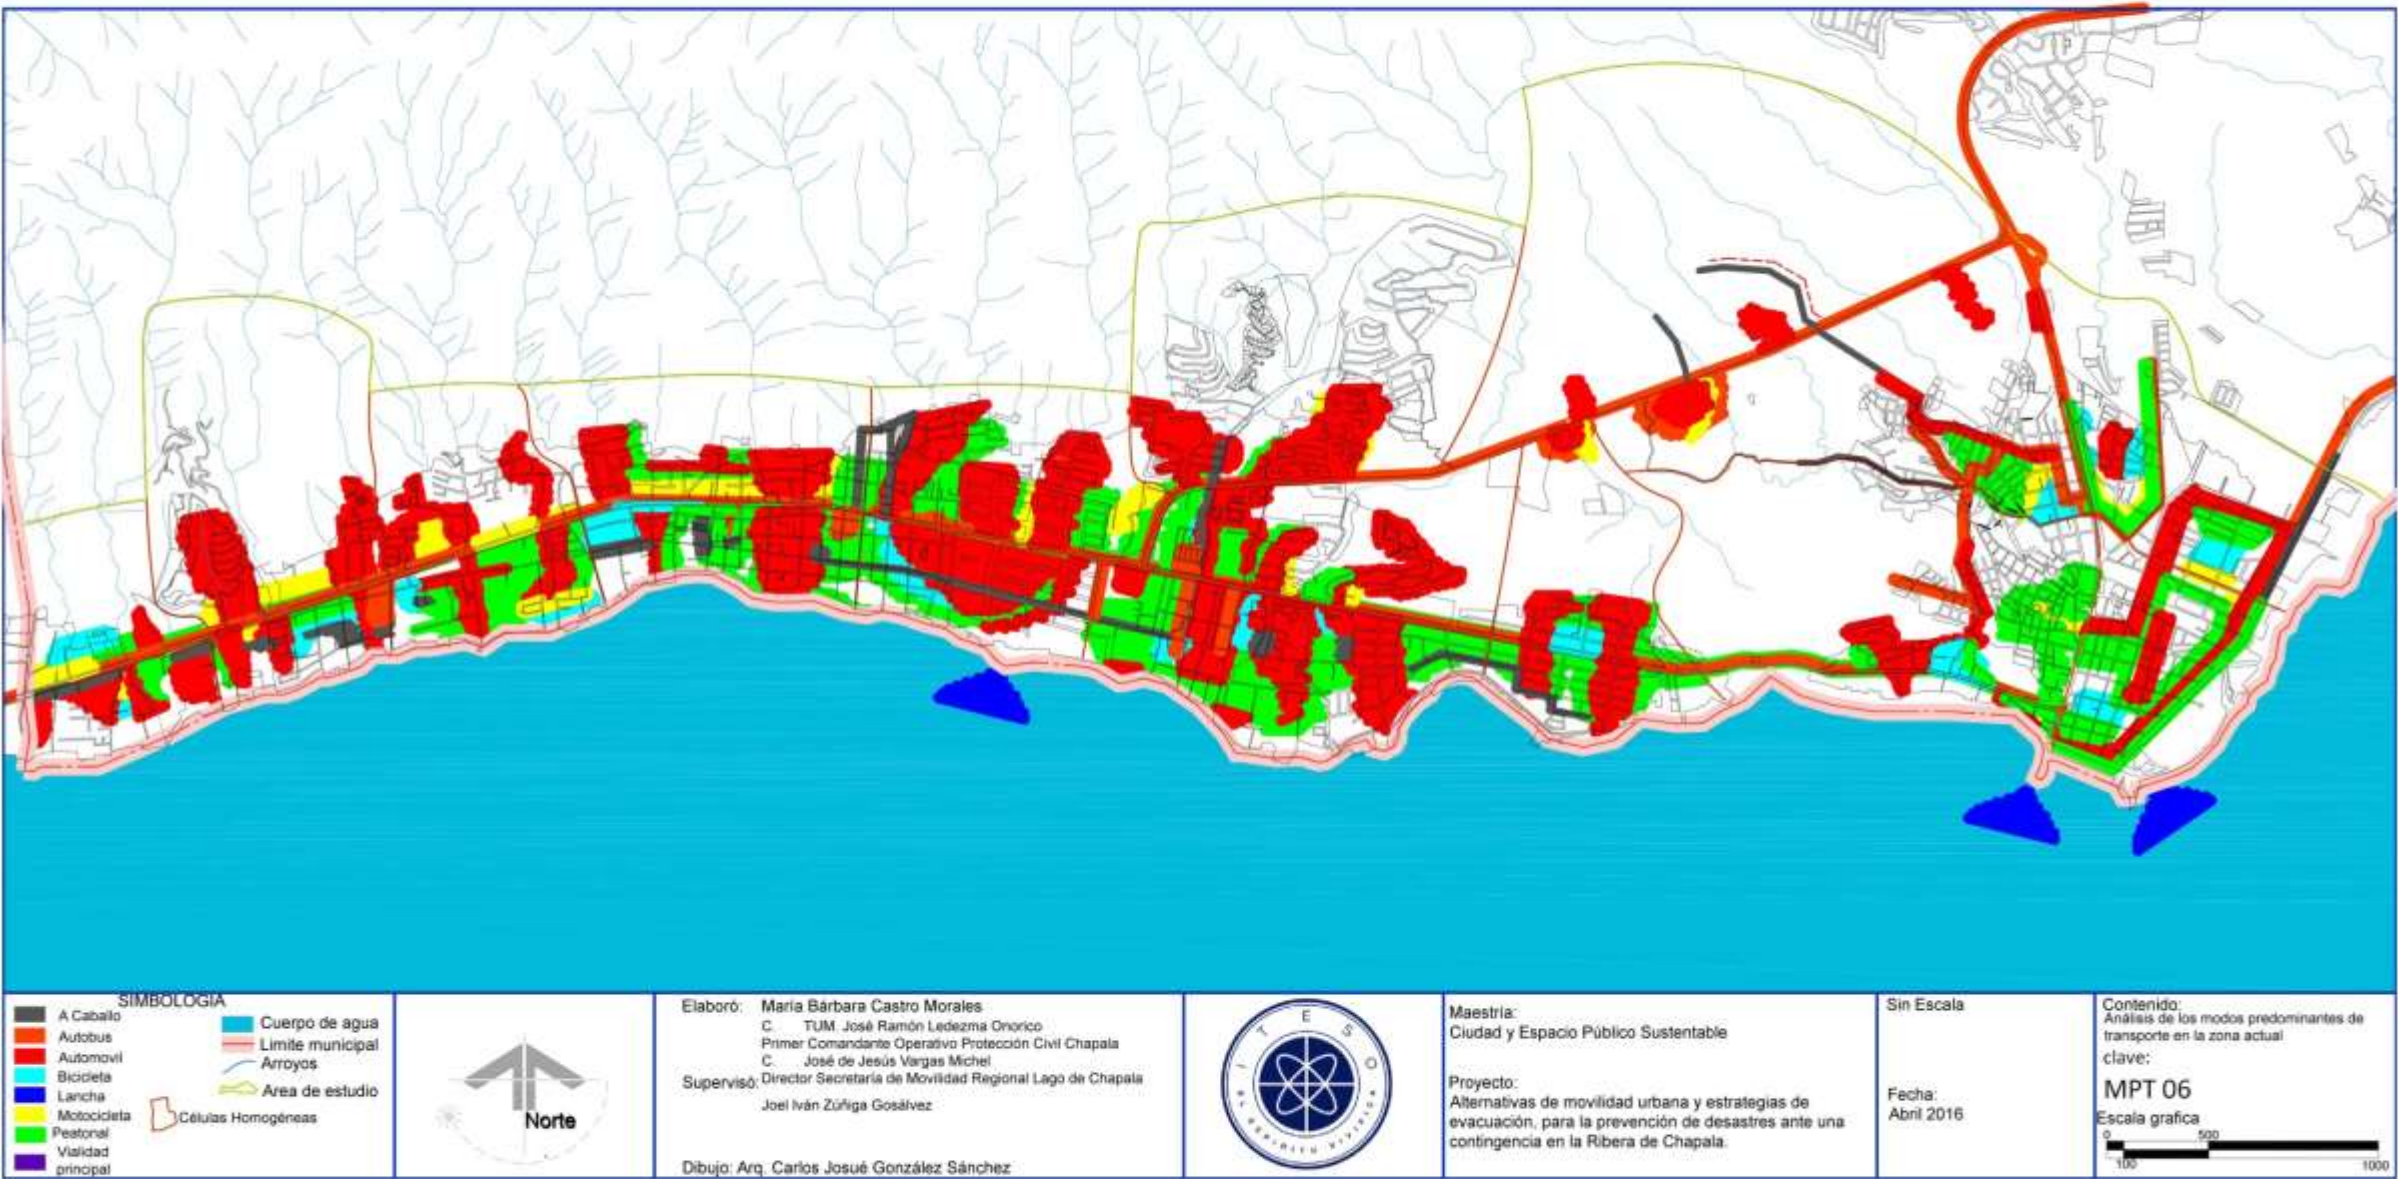 SIMBOLOGIA
A Caballo
Autobus
Automovil
Bicicleta
Lancha
Motocicleta
Peatonal
Vialidad
principal
Cuerpo de agua
Limite municipal
Arroyos
Area de estudio
Células Homogéneas
Norte
Elaboró: María Bárbara Castro Morales
C. TUM. José Ramón Ledezma Onorico
Primer Comandante Operativo Protección Civil Chapala
C. José de Jesús Vargas Michel
Supervisó: Director Secretaría de Movilidad Regional Lago de Chapala
Joel Iván Zúñiga Gosálvez
Dibujo: Arq. Carlos Josué González Sánchez
ITESO
EL ESPIRITU VIVIFICA
Maestría:
Ciudad y Espacio Público Sustentable
Proyecto:
Alternativas de movilidad urbana y estrategias de
evacuación, para la prevención de desastres ante una
contingencia en la Ribera de Chapala.
Sin Escala
Fecha:
Abril 2016
Contenido:
Análisis de los modos predominantes de
transporte en la zona actual
clave:
MPT 06
Escala grafica
0 500
100 1000